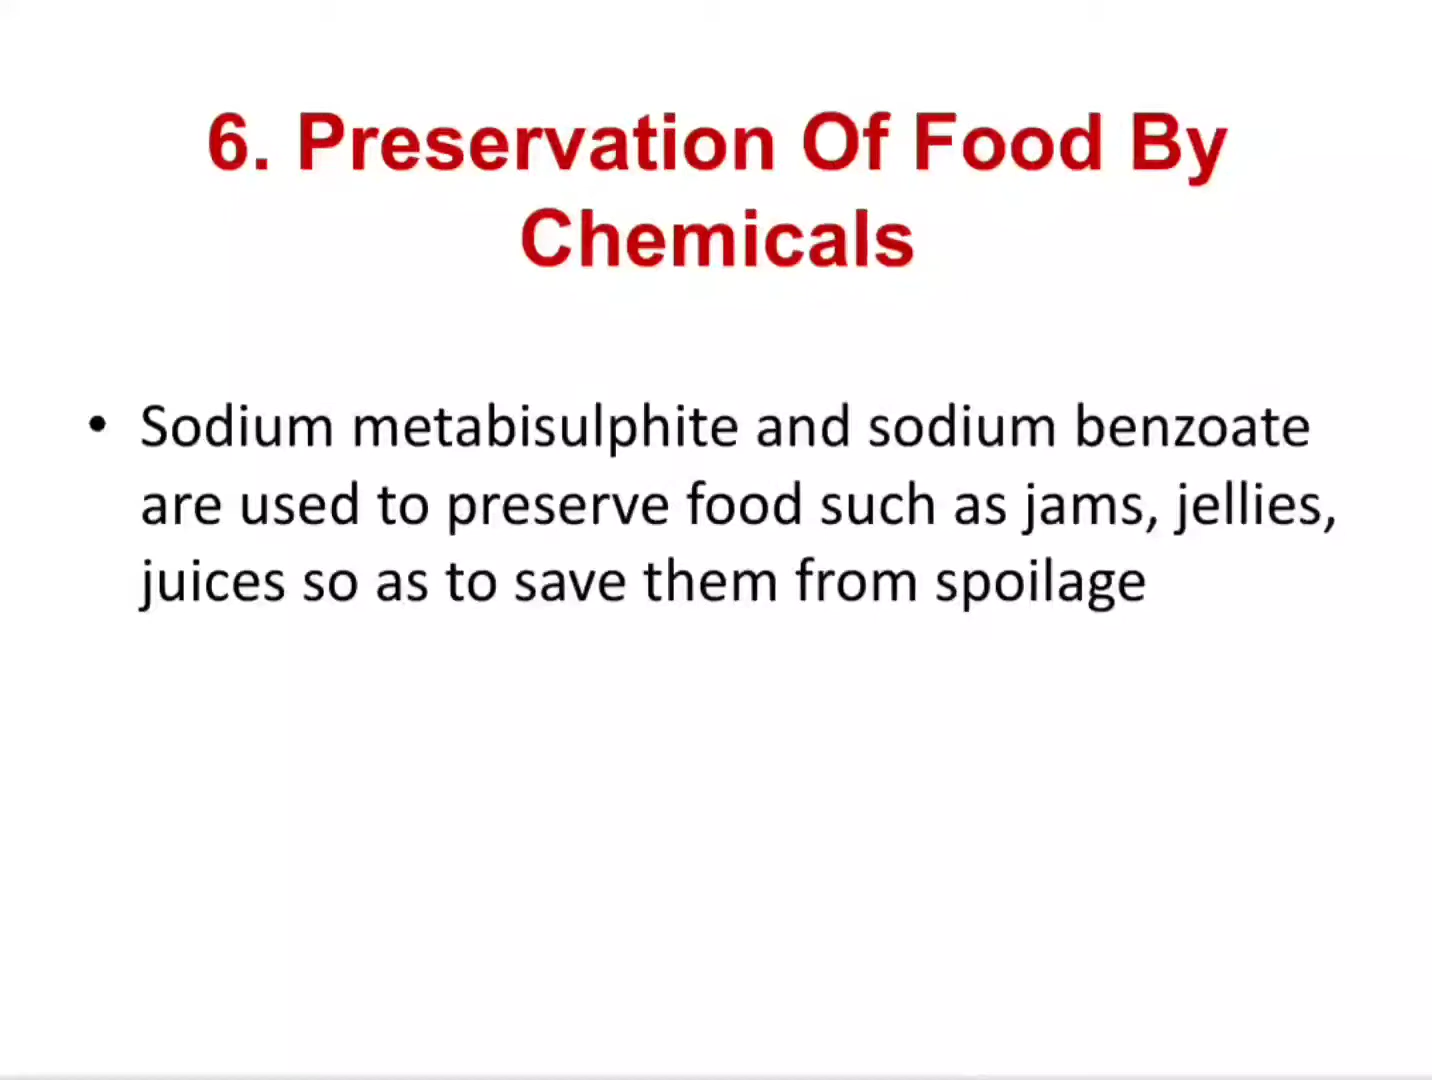 6. Preservation Of Food By
Chemicals
• Sodium metabisulphite and sodium benzoate
are used to preserve food such as jams, jellies,
juices so as to save them from spoilage